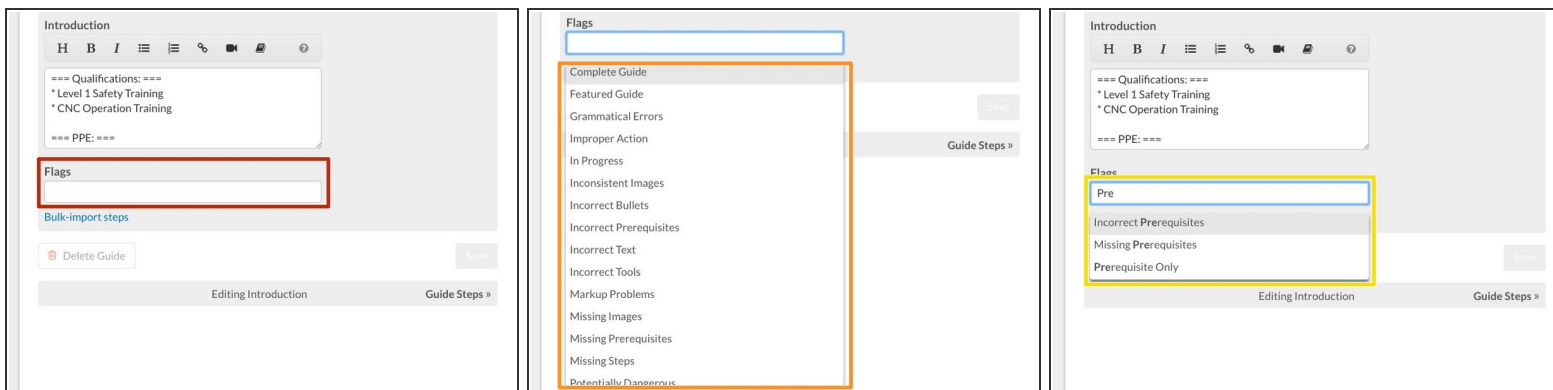 Introduction
H B I
=== Qualifications: ===
* Level 1 Safety Training
* CNC Operation Training
=== PPE: ===
Flags
Bulk-import steps
Delete Guide
Save
Editing Introduction
Guide Steps »
Flags
Complete Guide
Featured Guide
Grammatical Errors
Improper Action
In Progress
Inconsistent Images
Incorrect Bullets
Incorrect Prerequisites
Incorrect Text
Incorrect Tools
Markup Problems
Missing Images
Missing Prerequisites
Missing Steps
Potentially Dangerous
Save
Guide Steps »
Introduction
H B I
=== Qualifications: ===
* Level 1 Safety Training
* CNC Operation Training
=== PPE: ===
Flags
Pre
Incorrect Prerequisites
Missing Prerequisites
Prerequisite Only
Save
Editing Introduction
Guide Steps »